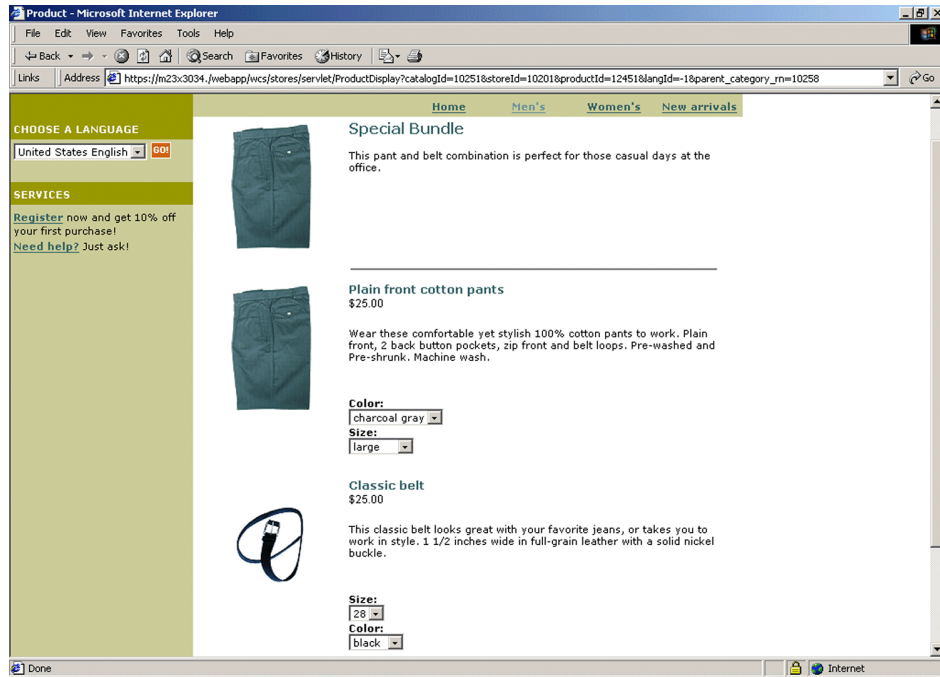 Product - Microsoft Internet Explorer
File Edit View Favorites Tools Help
Back Search Favorites History
Links Address https://m23x3034./webapp/wcs/stores/servlet/ProductDisplay?catalogId=10251&storeId=10201&productId=12451&langId=-1&parent_category_rn=10258 Go
Home Men's Women's New arrivals
CHOOSE A LANGUAGE
United States English GO!
SERVICES
Register now and get 10% off
your first purchase!
Need help? Just ask!
Special Bundle
This pant and belt combination is perfect for those casual days at the
office.
Plain front cotton pants
$25.00
Wear these comfortable yet stylish 100% cotton pants to work. Plain
front, 2 back button pockets, zip front and belt loops. Pre-washed and
Pre-shrunk. Machine wash.
Color:
charcoal gray
Size:
large
Classic belt
$25.00
This classic belt looks great with your favorite jeans, or takes you to
work in style. 1 1/2 inches wide in full-grain leather with a solid nickel
buckle.
Size:
28
Color:
black
Done Internet